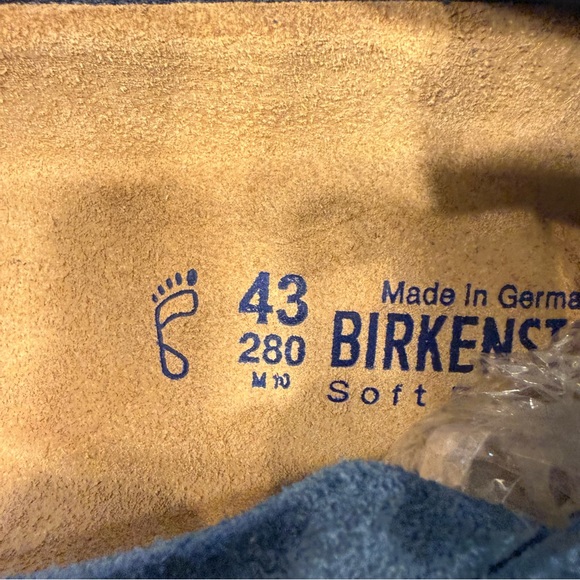 43
280
M 10
Made in Germa
BIRKENST
Soft